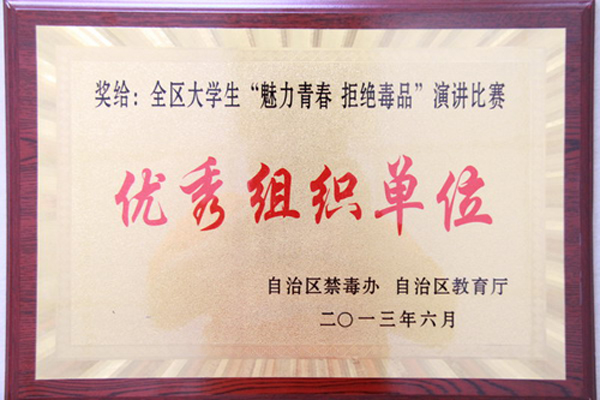 奖给：全区大学生“魅力青春 拒绝毒品”演讲比赛
优秀组织单位
自治区禁毒办 自治区教育厅
二〇一三年六月